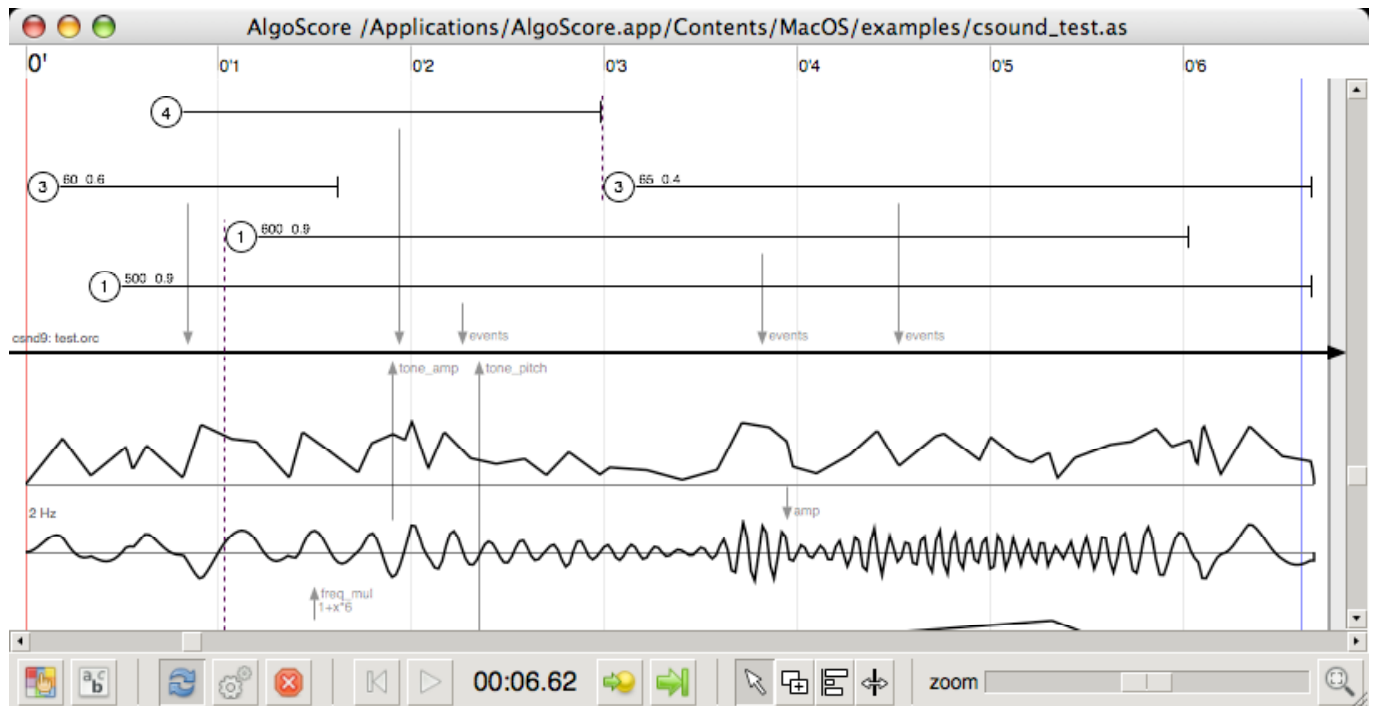 AlgoScore /Applications/AlgoScore.app/Contents/MacOS/examples/csound_test.as
0' 0'1 0'2 0'3 0'4 0'5 0'6
4
3 60 0.6 3 65 0.4
1 600 0.9
1 500 0.9
csnd9: test.orc events events events
tone_amp tone_pitch
2 Hz amp
freq_mul
1+x*6
a b c
00:06.62 zoom